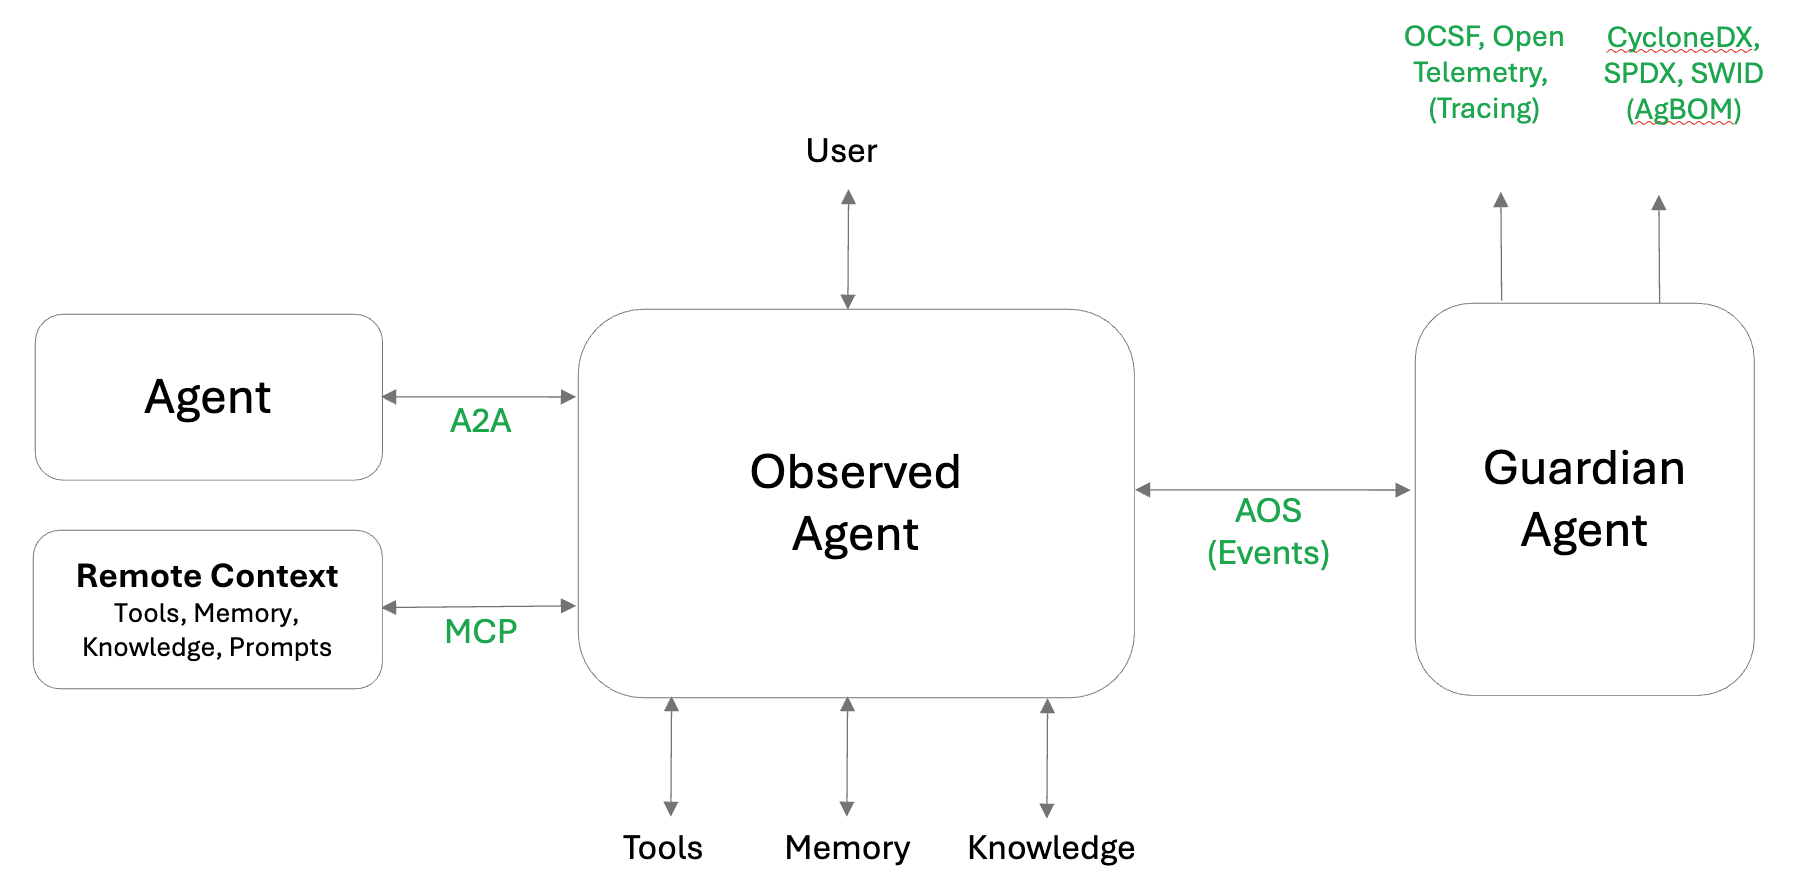 OCSF, Open
Telemetry,
(Tracing)
CycloneDX,
SPDX, SWID
(AgBOM)
User
Agent
A2A
Observed
Agent
AOS
(Events)
Guardian
Agent
Remote Context
Tools, Memory,
Knowledge, Prompts
MCP
Tools
Memory
Knowledge